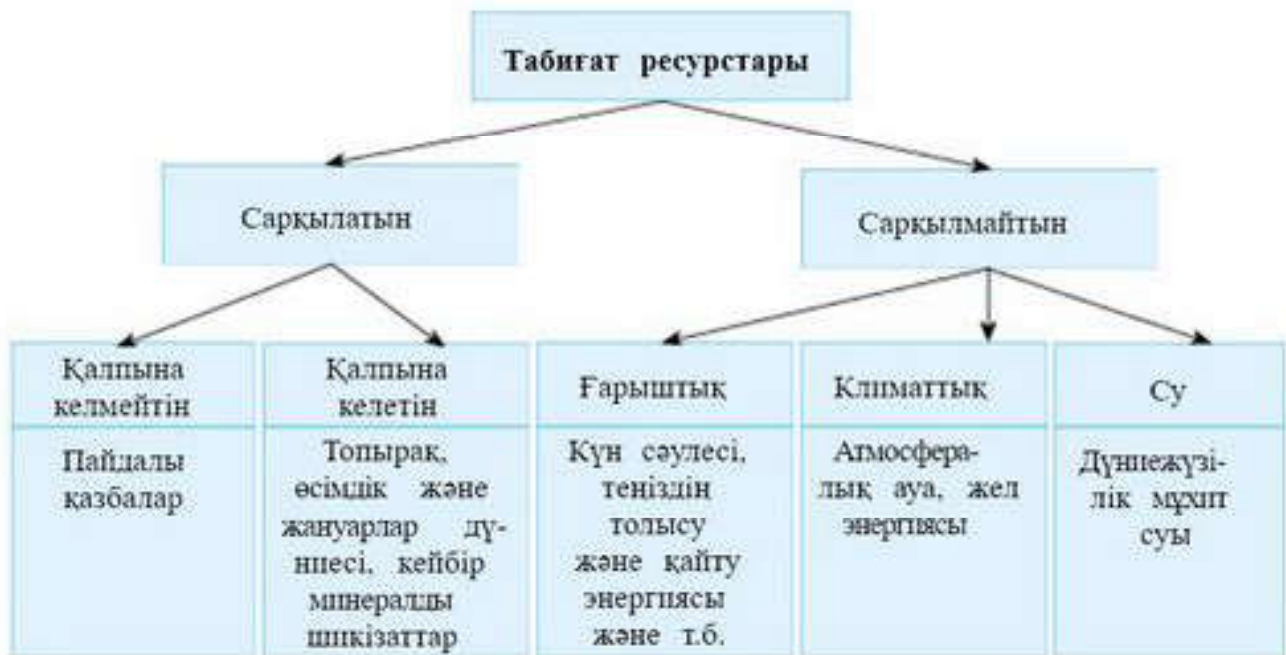 Табиғат ресурстары
Сарқылатын
Сарқылмайтын
Қалпына
келмейтін
Қалпына
келетін
Ғарыштық
Климаттық
Су
Пайдалы
қазбалар
Топырақ,
өсімдік және
жануарлар дү-
ниесі, кейбір
минералды
шикізаттар
Күн сәулесі,
теңіздің
толысу
және қайту
энергиясы
және т.б.
Атмосфера-
лық ауа, жел
энергиясы
Дүниежүзі-
лік мұхит
суы